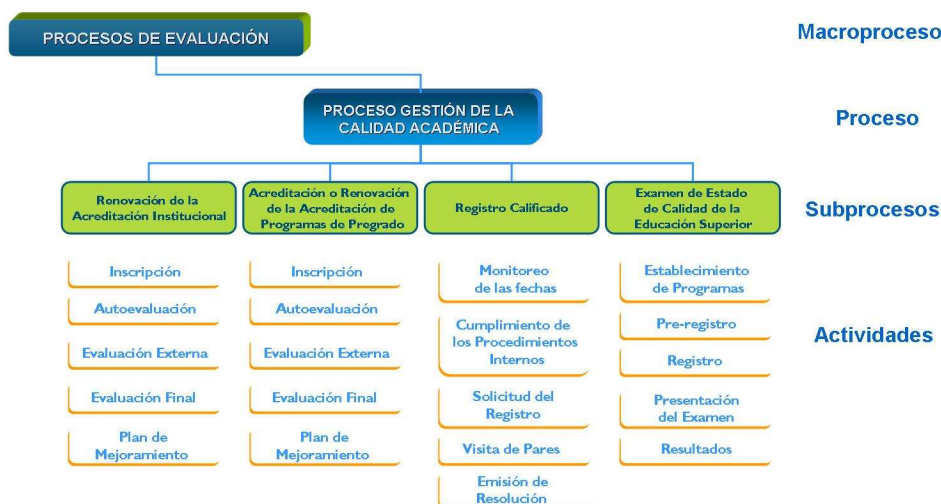 PROCESOS DE EVALUACIÓN
Macroproceso
PROCESO GESTIÓN DE LA
CALIDAD ACADÉMICA
Proceso
Renovación de la
Acreditación Institucional
Acreditación o Renovación
de la Acreditación de
Programas de Pregrado
Registro Calificado
Examen de Estado
de Calidad de la
Educación Superior
Subprocesos
Inscripción
Autoevaluación
Evaluación Externa
Evaluación Final
Plan de
Mejoramiento
Inscripción
Autoevaluación
Evaluación Externa
Evaluación Final
Plan de
Mejoramiento
Monitoreo
de las fechas
Cumplimiento de
los Procedimientos
Internos
Solicitud del
Registro
Visita de Pares
Emisión de
Resolución
Establecimiento
de Programas
Pre-registro
Registro
Presentación
del Examen
Resultados
Actividades